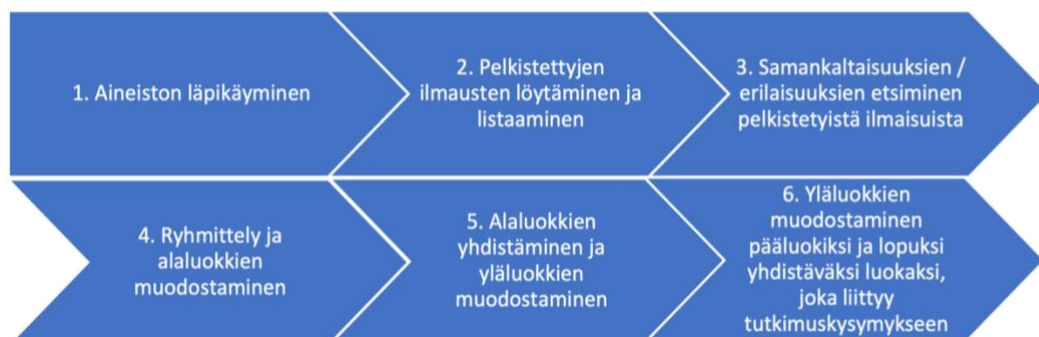 1. Aineiston läpikäyminen
2. Pelkistettyjen
ilmausten löytäminen ja
listaaminen
3. Samankaltaisuuksien /
erilaisuuksien etsiminen
pelkistetyistä ilmaisuista
4. Ryhmittely ja
alaluokkien
muodostaminen
5. Alaluokkien
yhdistäminen ja
yläluokkien
muodostaminen
6. Yläluokkien
muodostaminen
pääluokiksi ja lopuksi
yhdistäväksi luokaksi,
joka liittyy
tutkimuskysymykseen